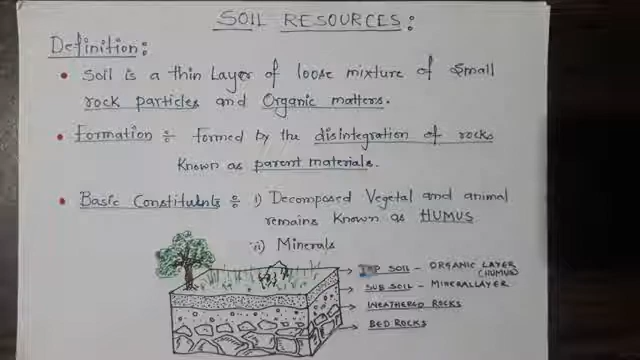 SOIL RESOURCES:
Definition:
• Soil is a thin Layer of loose mixture of Small
rock particles and Organic matters.
• Formation : formed by the disintegration of rocks
Known as parent materials.
• Basic Constituents : i) Decomposed Vegetal and animal
remains Known as HUMUS
ii) Minerals
TOP SOIL - ORGANIC LAYER
(HUMUS)
SUB SOIL - MINERAL LAYER
WEATHERED ROCKS
BED ROCKS